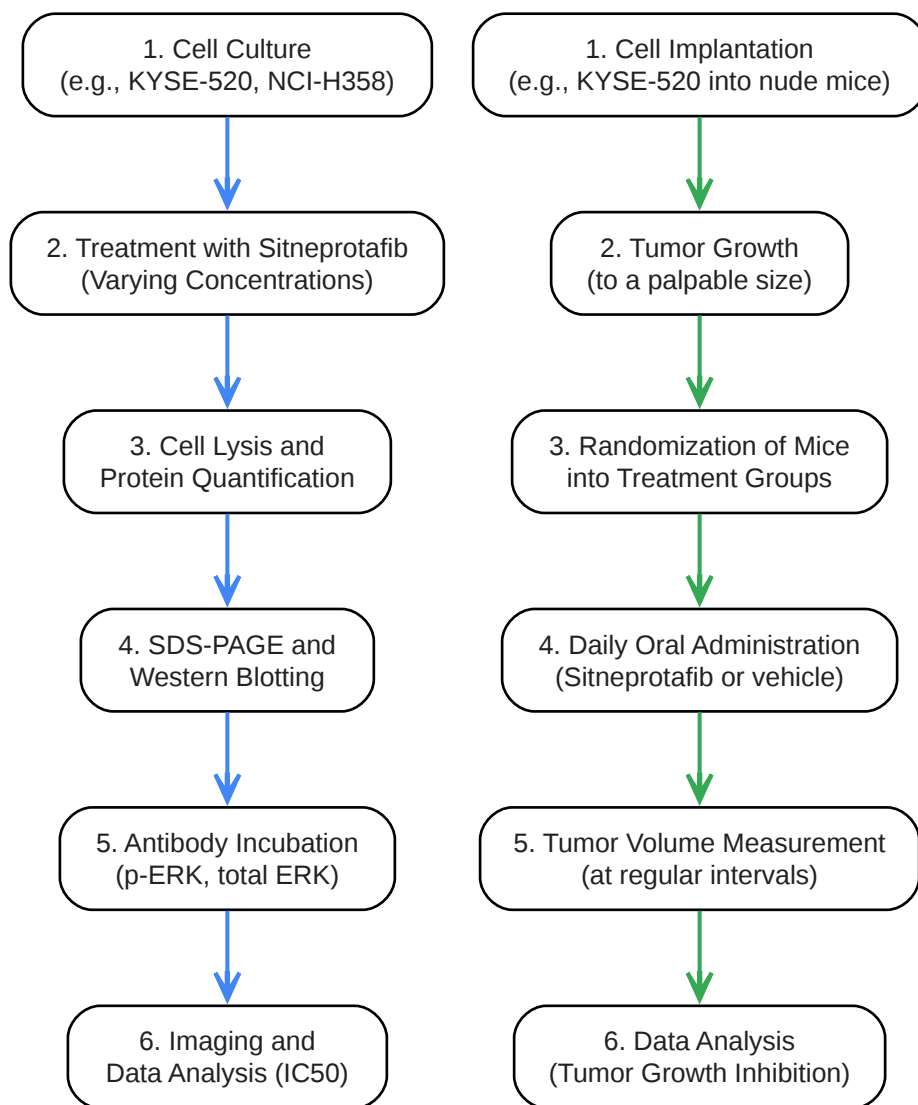 1. Cell Culture
(e.g., KYSE-520, NCI-H358)
2. Treatment with Sitneprotafib
(Varying Concentrations)
3. Cell Lysis and
Protein Quantification
4. SDS-PAGE and
Western Blotting
5. Antibody Incubation
(p-ERK, total ERK)
6. Imaging and
Data Analysis (IC50)
1. Cell Implantation
(e.g., KYSE-520 into nude mice)
2. Tumor Growth
(to a palpable size)
3. Randomization of Mice
into Treatment Groups
4. Daily Oral Administration
(Sitneprotafib or vehicle)
5. Tumor Volume Measurement
(at regular intervals)
6. Data Analysis
(Tumor Growth Inhibition)